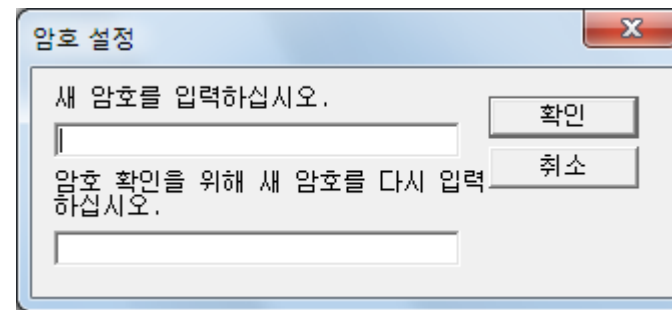 암호 설정
새 암호를 입력하십시오.
확인
암호 확인을 위해 새 암호를 다시 입력
하십시오.
취소